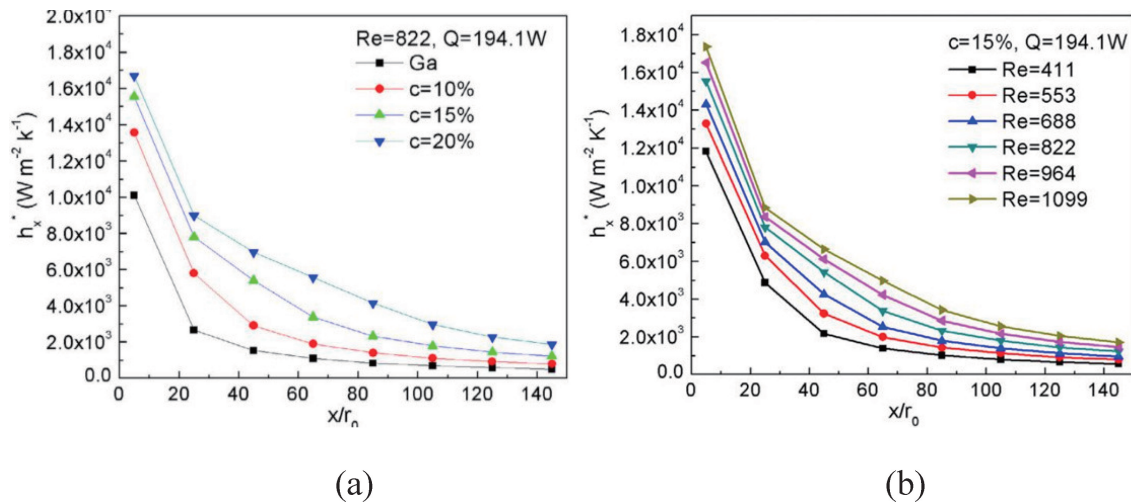 2.0x10⁴
1.8x10⁴
1.6x10⁴
1.4x10⁴
1.2x10⁴
1.0x10⁴
8.0x10³
6.0x10³
4.0x10³
2.0x10³
0.0
hₓ* (W m⁻² k⁻¹)
Re=822, Q=194.1W
Ga
c=10%
c=15%
c=20%
0 20 40 60 80 100 120 140
x/r₀
(a)
1.8x10⁴
1.6x10⁴
1.4x10⁴
1.2x10⁴
1.0x10⁴
8.0x10³
6.0x10³
4.0x10³
2.0x10³
0.0
hₓ* (W m⁻² K⁻¹)
c=15%, Q=194.1W
Re=411
Re=553
Re=688
Re=822
Re=964
Re=1099
0 20 40 60 80 100 120 140
x/r₀
(b)